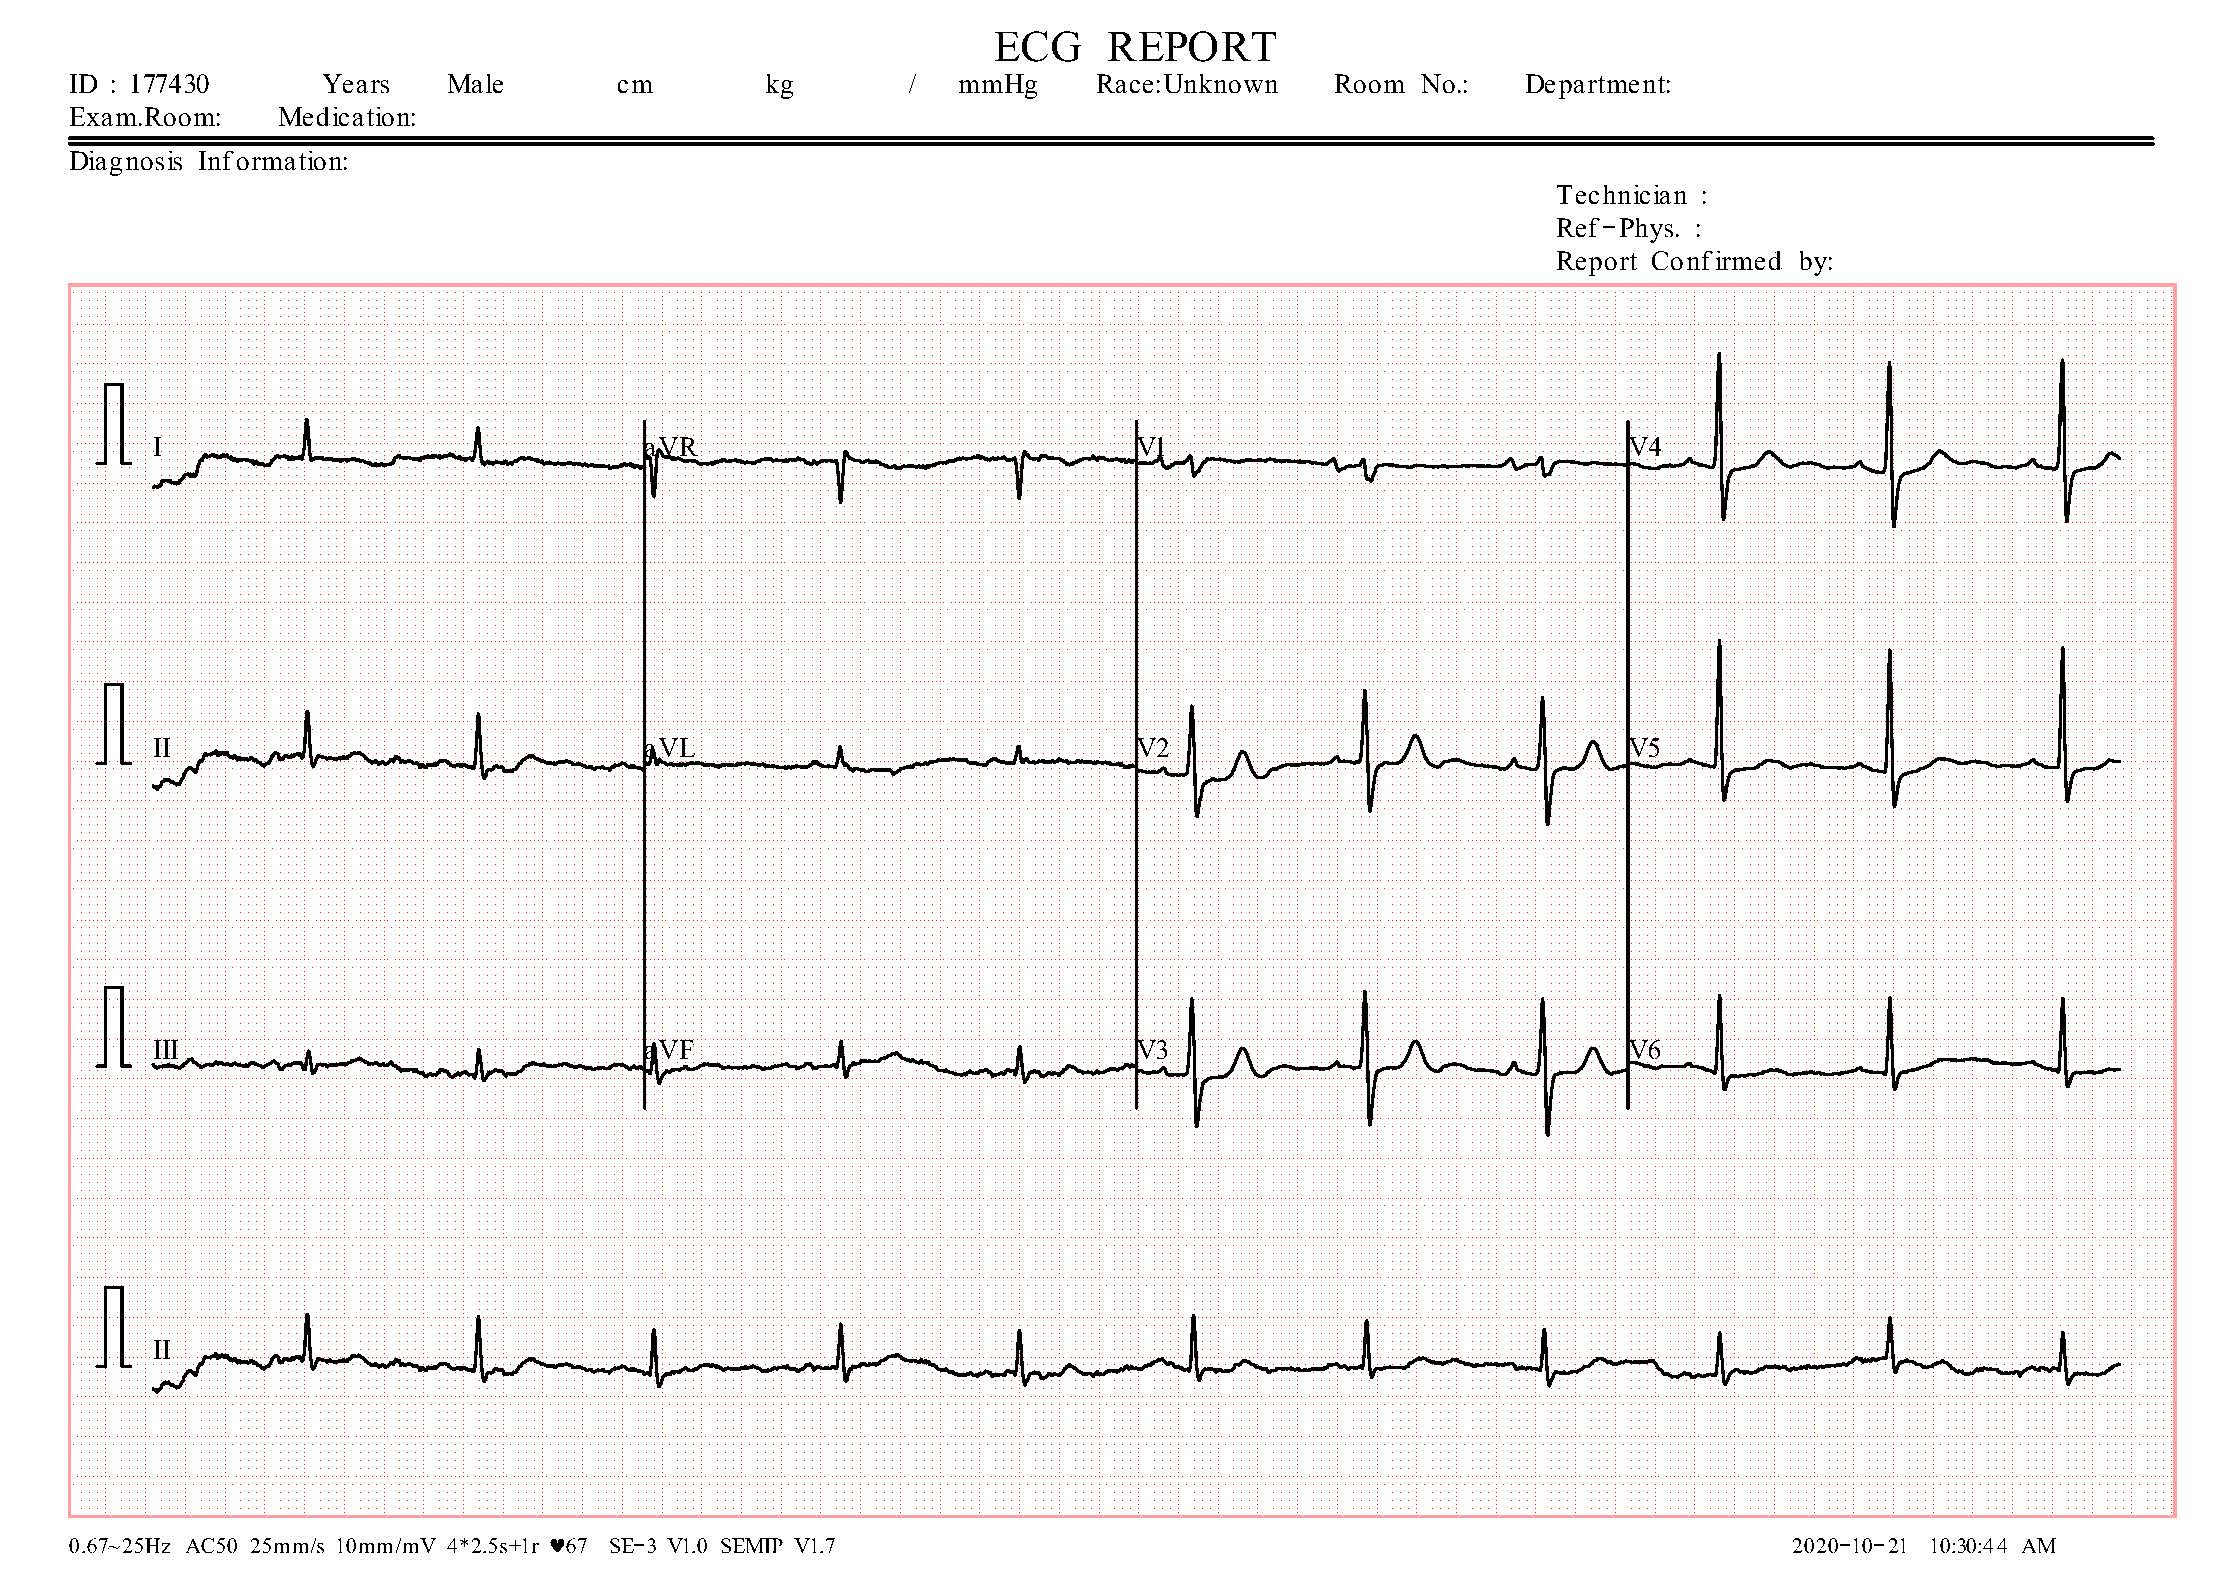 ECG REPORT
ID : 177430 Years Male cm kg / mmHg Race:Unknown Room No.: Department:
Exam.Room: Medication:
Diagnosis Information:
Technician :
Ref-Phys. :
Report Confirmed by:
I aVR V1 V4
II aVL V2 V5
III aVF V3 V6
II
0.67~25Hz AC50 25mm/s 10mm/mV 4*2.5s+1r ♥67 SE-3 V1.0 SEMIP V1.7 2020-10-21 10:30:44 AM